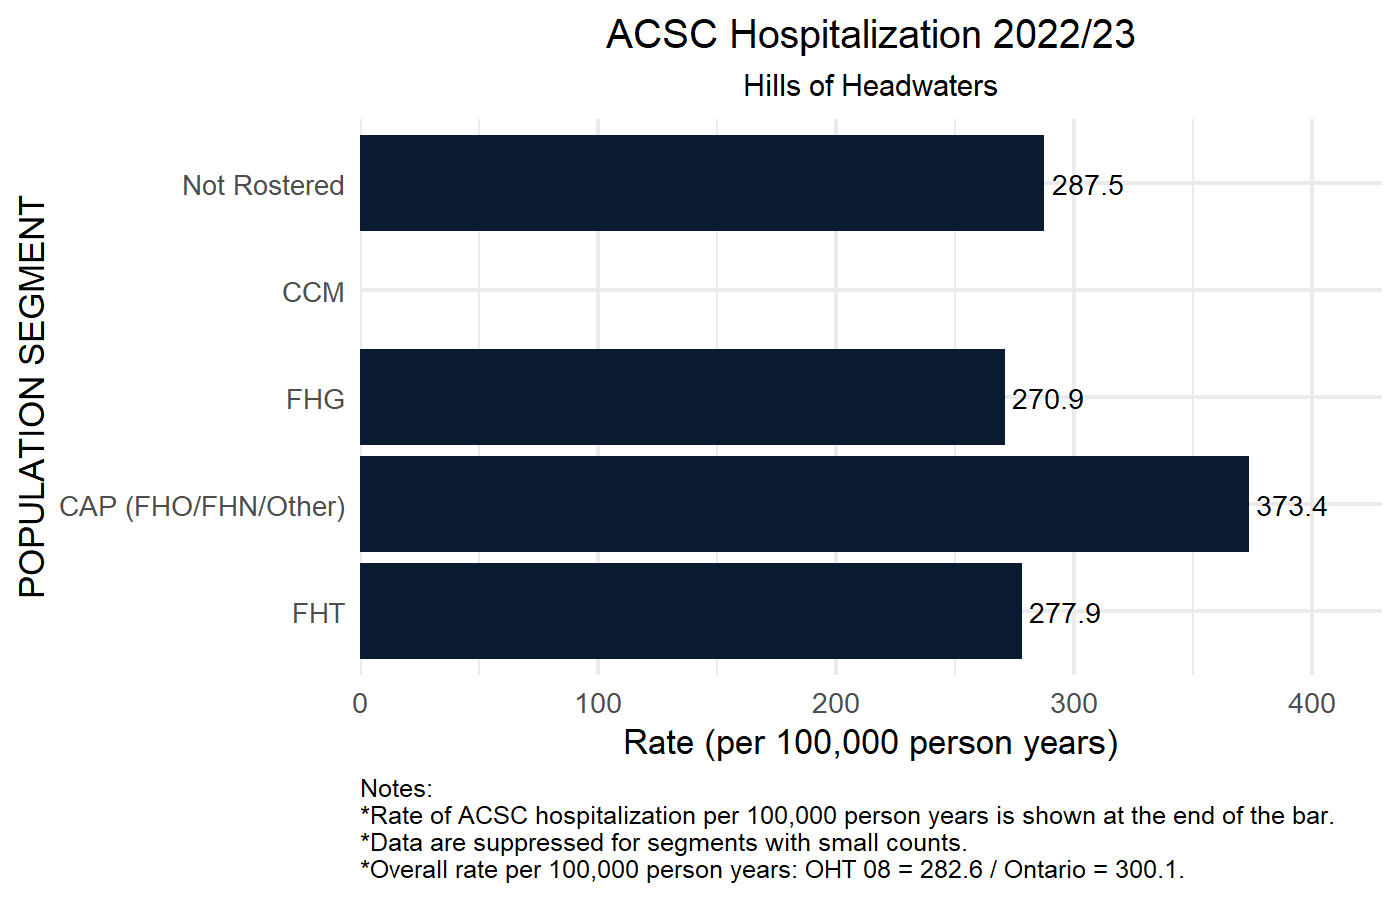 ACSC Hospitalization 2022/23
Hills of Headwaters
POPULATION SEGMENT
Not Rostered
287.5
CCM
FHG
270.9
CAP (FHO/FHN/Other)
373.4
FHT
277.9
0 100 200 300 400
Rate (per 100,000 person years)
Notes:
*Rate of ACSC hospitalization per 100,000 person years is shown at the end of the bar.
*Data are suppressed for segments with small counts.
*Overall rate per 100,000 person years: OHT 08 = 282.6 / Ontario = 300.1.